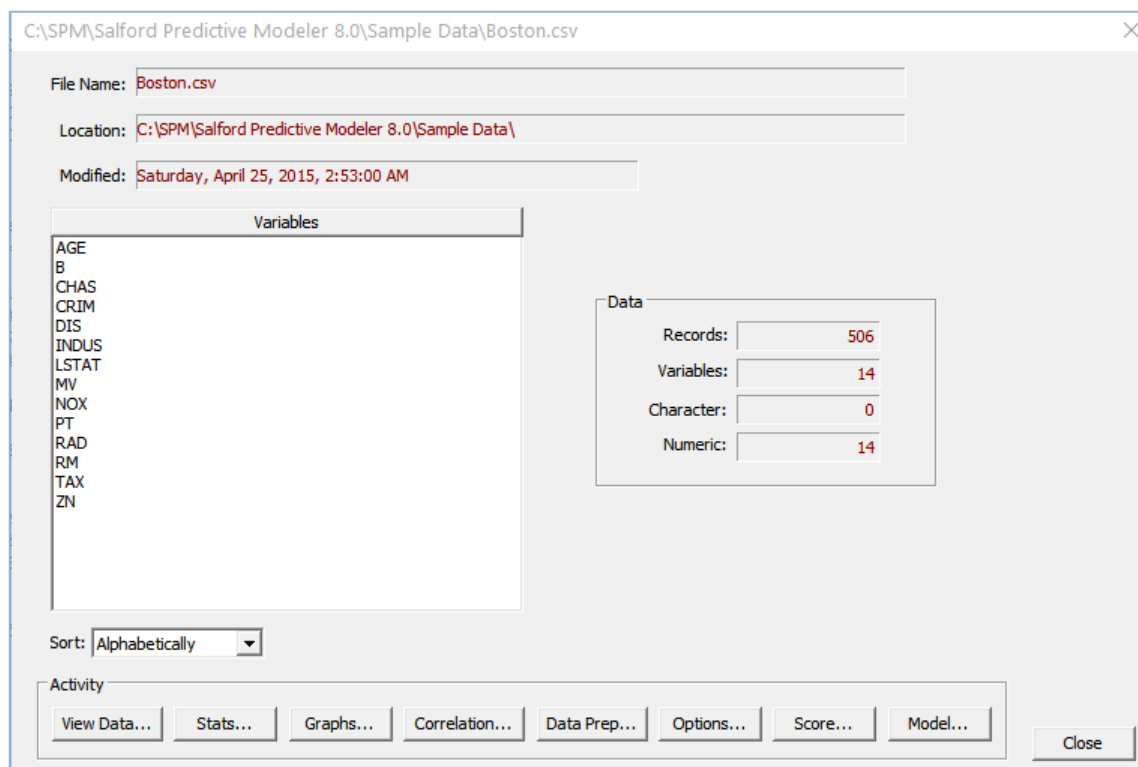 C:\SPM\Salford Predictive Modeler 8.0\Sample Data\Boston.csv
File Name: Boston.csv
Location: C:\SPM\Salford Predictive Modeler 8.0\Sample Data\
Modified: Saturday, April 25, 2015, 2:53:00 AM
Variables
AGE
B
CHAS
CRIM
DIS
INDUS
LSTAT
MV
NOX
PT
RAD
RM
TAX
ZN
Data
Records: 506
Variables: 14
Character: 0
Numeric: 14
Sort: Alphabetically
Activity
View Data... Stats... Graphs... Correlation... Data Prep... Options... Score... Model...
Close